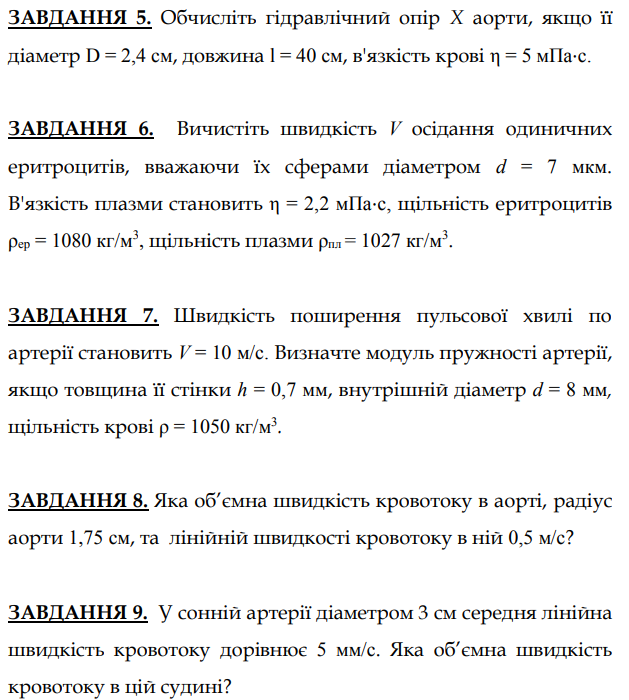 ЗАВДАННЯ 5. Обчисліть гідравлічний опір X аорти, якщо її
діаметр D = 2,4 см, довжина l = 40 см, в'язкість крові η = 5 мПа·с.
ЗАВДАННЯ 6. Вичистіть швидкість V осідання одиничних
еритроцитів, вважаючи їх сферами діаметром d = 7 мкм.
В'язкість плазми становить η = 2,2 мПа·с, щільність еритроцитів
ρер = 1080 кг/м³, щільність плазми ρпл = 1027 кг/м³.
ЗАВДАННЯ 7. Швидкість поширення пульсової хвилі по
артерії становить V = 10 м/с. Визначте модуль пружності артерії,
якщо товщина її стінки h = 0,7 мм, внутрішній діаметр d = 8 мм,
щільність крові ρ = 1050 кг/м³.
ЗАВДАННЯ 8. Яка об’ємна швидкість кровотоку в аорті, радіус
аорти 1,75 см, та лінійній швидкості кровотоку в ній 0,5 м/с?
ЗАВДАННЯ 9. У сонній артерії діаметром 3 см середня лінійна
швидкість кровотоку дорівнює 5 мм/с. Яка об’ємна швидкість
кровотоку в цій судині?